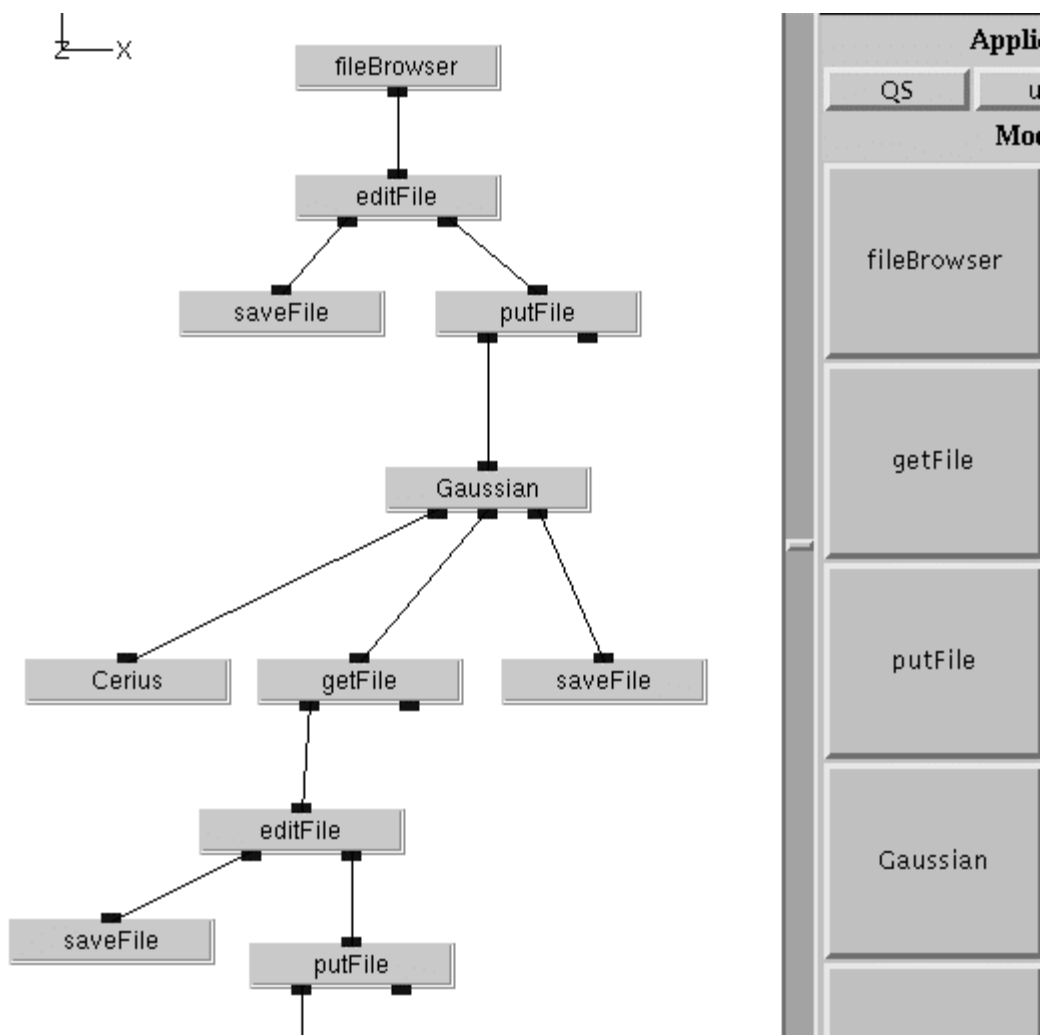 Z X
fileBrowser
editFile
saveFile putFile
Gaussian
Cerius getFile saveFile
editFile
saveFile
putFile
QS
fileBrowser
getFile
putFile
Gaussian